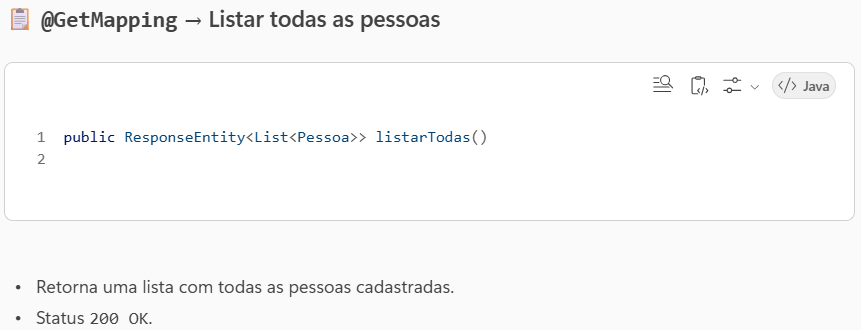 📋 @GetMapping → Listar todas as pessoas
</> Java
1 public ResponseEntity<List<Pessoa>> listarTodas()
2
• Retorna uma lista com todas as pessoas cadastradas.
• Status 200 OK.